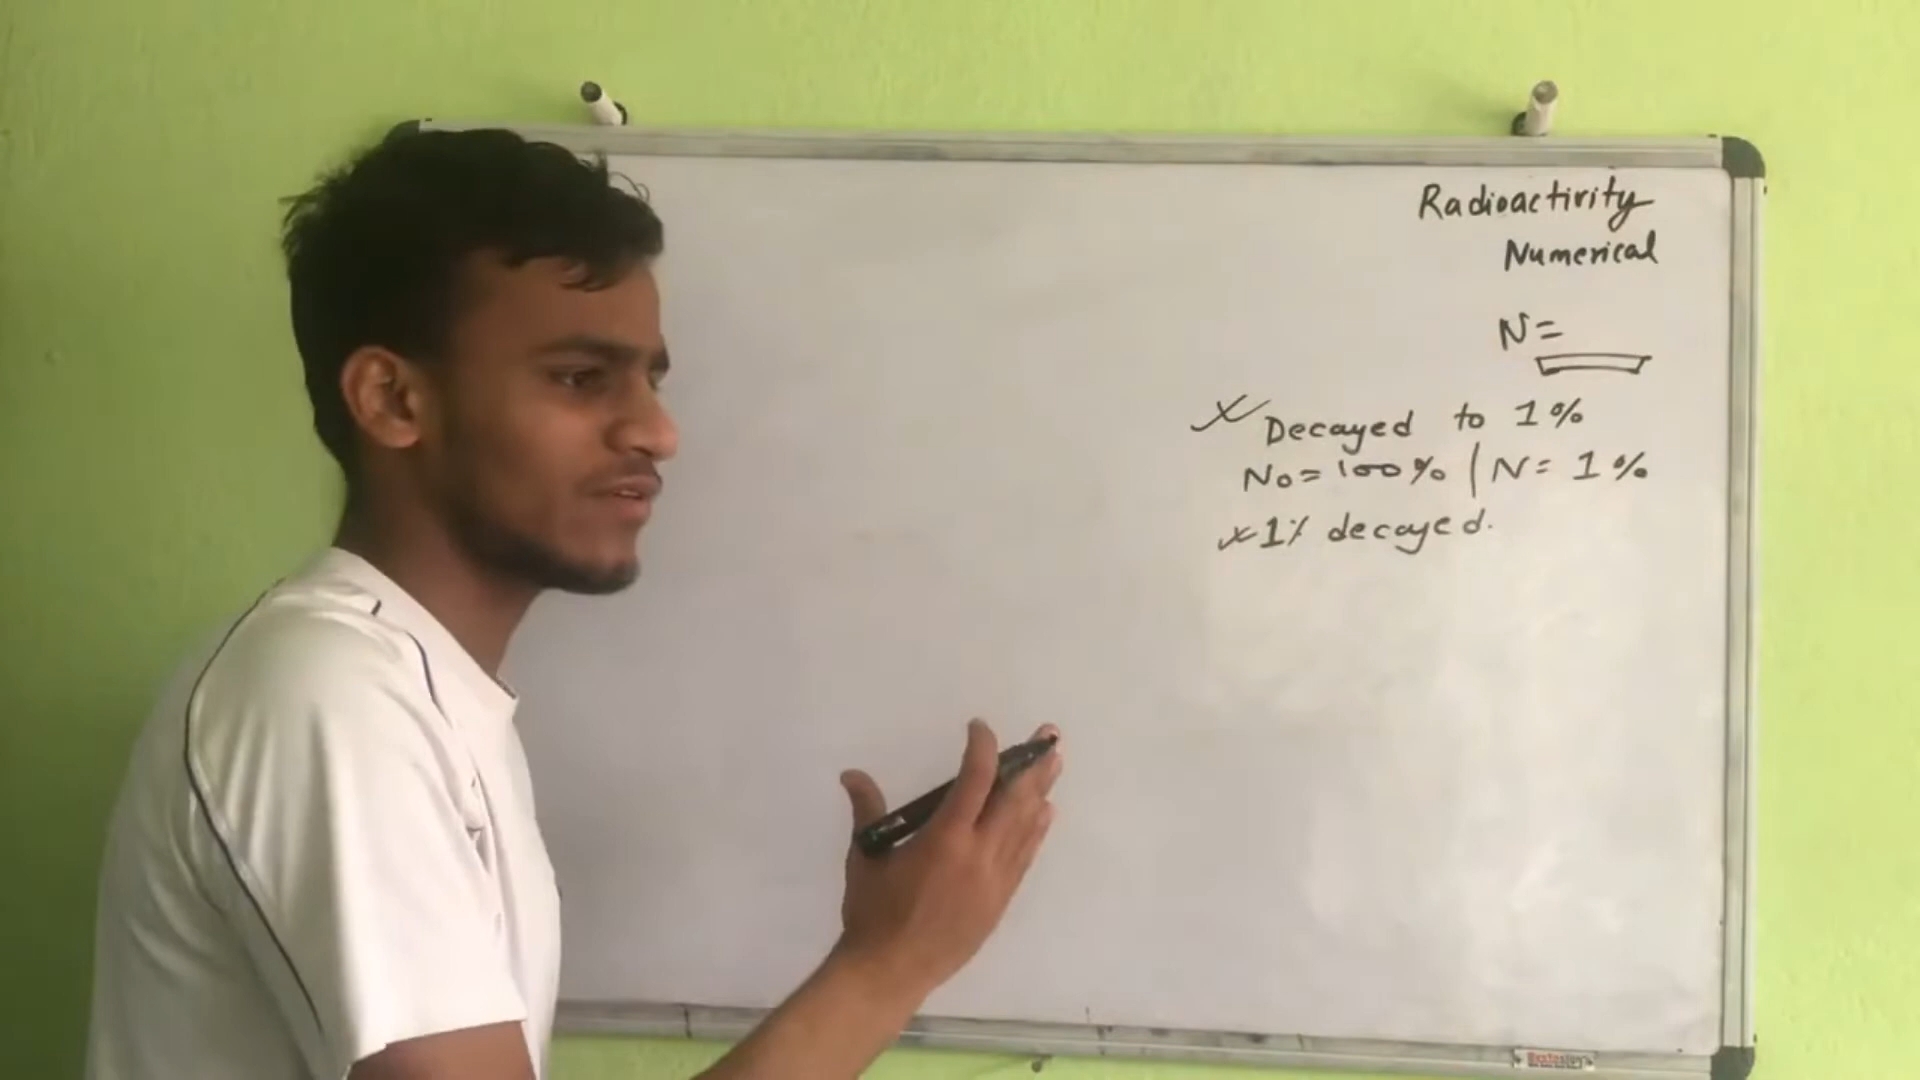 Radioactivity
Numerical
N=
Decayed to 1%
No= 100% | N= 1%
1% decayed.